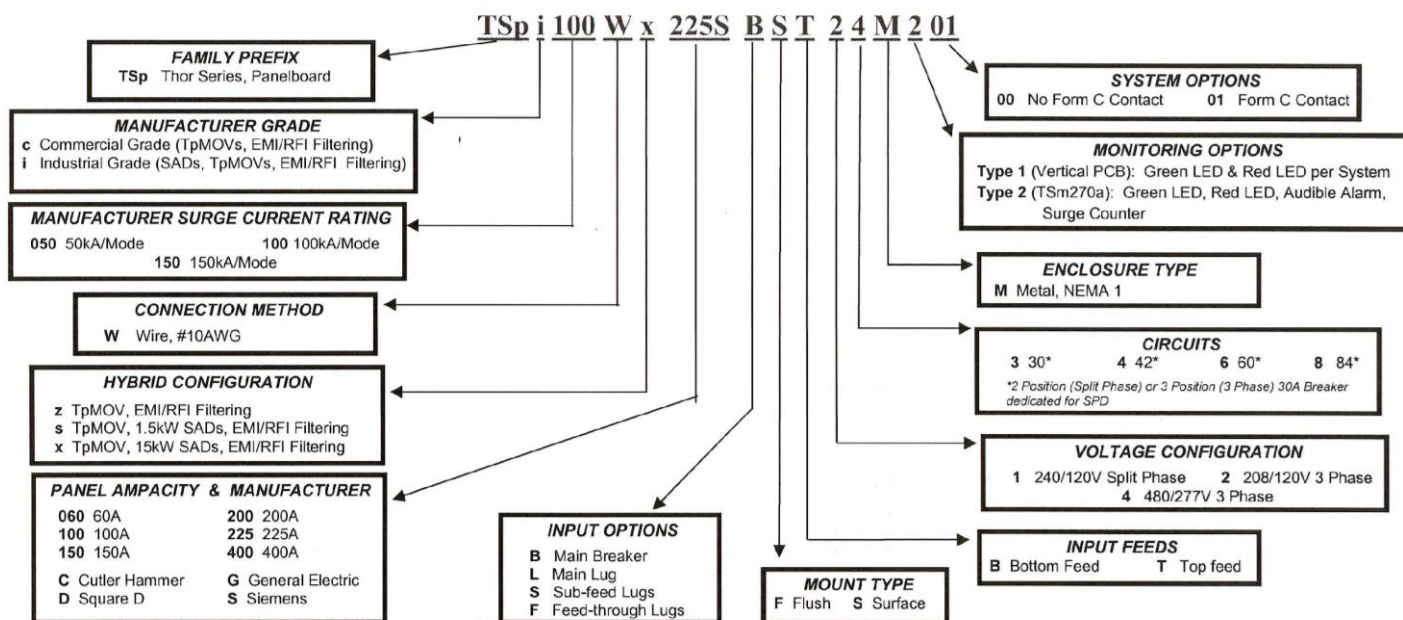 TSp i 100 W x 225S B S T 2 4 M 2 01
FAMILY PREFIX
TSp Thor Series, Panelboard
MANUFACTURER GRADE
c Commercial Grade (TpMOVs, EMI/RFI Filtering)
i Industrial Grade (SADs, TpMOVs, EMI/RFI Filtering)
MANUFACTURER SURGE CURRENT RATING
050 50kA/Mode 100 100kA/Mode
150 150kA/Mode
CONNECTION METHOD
W Wire, #10AWG
HYBRID CONFIGURATION
z TpMOV, EMI/RFI Filtering
s TpMOV, 1.5kW SADs, EMI/RFI Filtering
x TpMOV, 15kW SADs, EMI/RFI Filtering
PANEL AMPACITY & MANUFACTURER
060 60A 200 200A
100 100A 225 225A
150 150A 400 400A
C Cutler Hammer G General Electric
D Square D S Siemens
INPUT OPTIONS
B Main Breaker
L Main Lug
S Sub-feed Lugs
F Feed-through Lugs
MOUNT TYPE
F Flush S Surface
SYSTEM OPTIONS
00 No Form C Contact 01 Form C Contact
MONITORING OPTIONS
Type 1 (Vertical PCB): Green LED & Red LED per System
Type 2 (TSm270a): Green LED, Red LED, Audible Alarm,
Surge Counter
ENCLOSURE TYPE
M Metal, NEMA 1
CIRCUITS
3 30* 4 42* 6 60* 8 84*
*2 Position (Split Phase) or 3 Position (3 Phase) 30A Breaker
dedicated for SPD
VOLTAGE CONFIGURATION
1 240/120V Split Phase 2 208/120V 3 Phase
4 480/277V 3 Phase
INPUT FEEDS
B Bottom Feed T Top feed